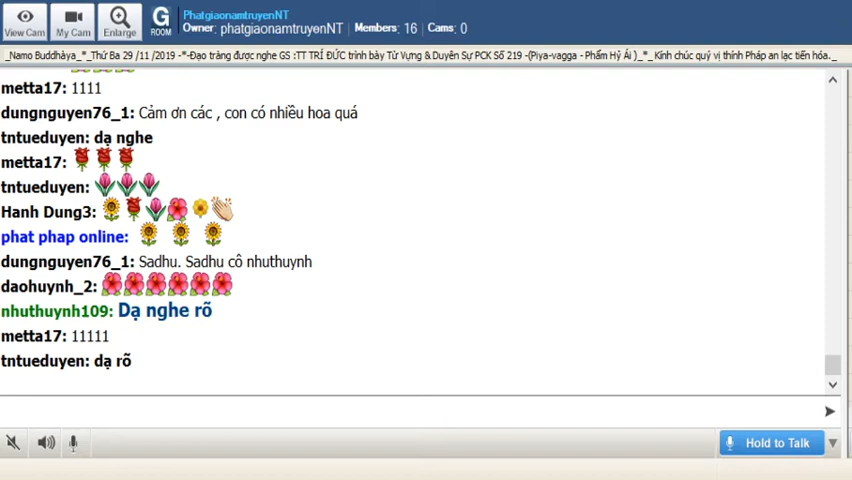 View Cam
My Cam
Enlarge
G
ROOM
PhatgiaonamtruyenNT
Owner: phatgiaonamtruyenNT Members: 16 Cams: 0
_Namo Buddhàya_*_Thứ Ba 29 /11 /2019 -*-Đạo tràng được nghe GS :TT TRÍ ĐỨC trình bày Từ Vựng & Duyên Sự PCK Số 219 -(Piya-vagga - Phẩm Hỷ Ái )_*_ Kính chúc quý vị thính Pháp an lạc tiến hóa._
metta17: 1111
dungnguyen76_1: Cảm ơn các , con có nhiều hoa quá
tntueduyen: dạ nghe
metta17:
tntueduyen:
Hanh Dung3:
phat phap online:
dungnguyen76_1: Sadhu. Sadhu cô nhuthuynh
daohuynh_2:
nhuthuynh109: Dạ nghe rõ
metta17: 11111
tntueduyen: dạ rõ
Hold to Talk